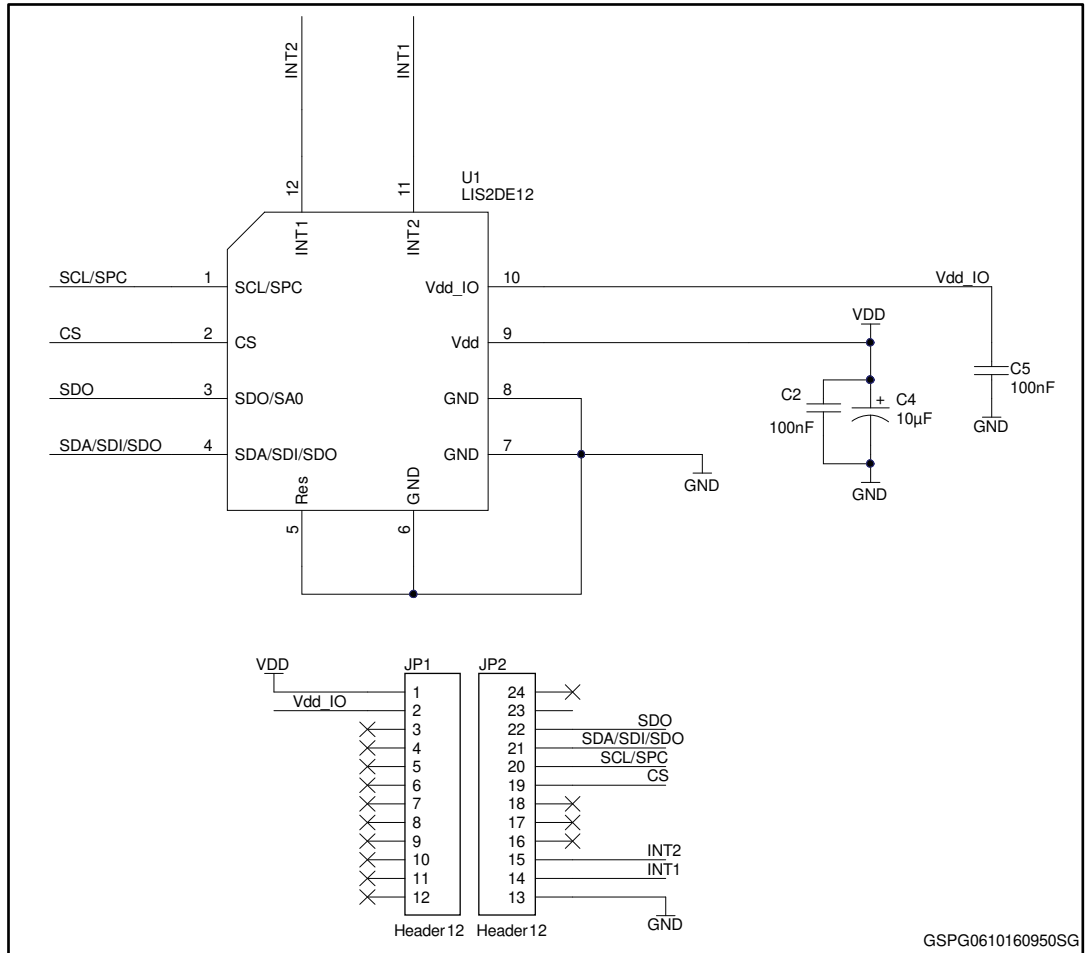 INT2
INT1
12
11
U1
LIS2DE12
INT1
INT2
SCL/SPC
1
SCL/SPC
Vdd_IO
10
Vdd_IO
CS
2
CS
Vdd
9
VDD
SDO
3
SDO/SA0
GND
8
SDA/SDI/SDO
4
SDA/SDI/SDO
GND
7
GND
C2
100nF
+
C4
10µF
GND
C5
100nF
GND
Res
GND
5
6
VDD
Vdd_IO
JP1
1
2
3
4
5
6
7
8
9
10
11
12
Header12
JP2
24
23
22
21
20
19
18
17
16
15
14
13
Header12
SDO
SDA/SDI/SDO
SCL/SPC
CS
INT2
INT1
GND
GSPG0610160950SG